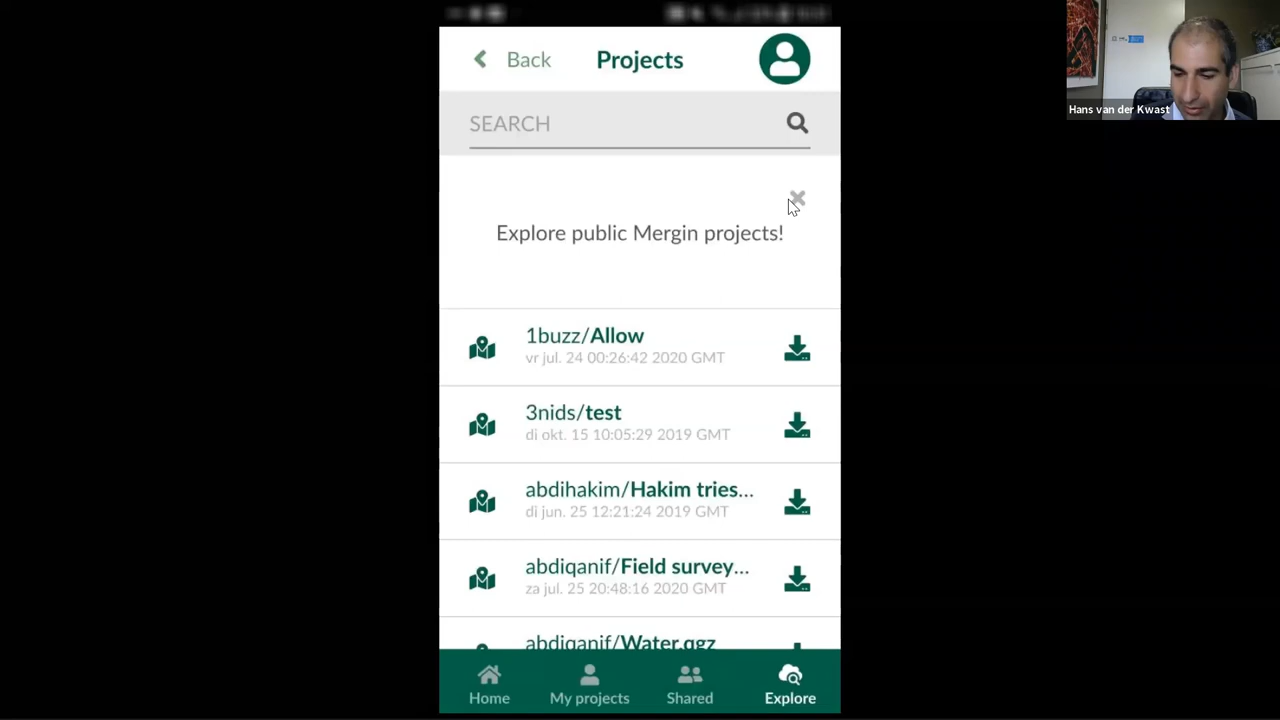 Back
Projects
Hans van der Kwast
SEARCH
Explore public Mergin projects!
1buzz/Allow
vr jul. 24 00:26:42 2020 GMT
3nids/test
di okt. 15 10:05:29 2019 GMT
abdihakim/Hakim tries...
di jun. 25 12:21:24 2019 GMT
abdiqanif/Field survey...
za jul. 25 20:48:16 2020 GMT
abdiqanif/Water.qgz
Home
My projects
Shared
Explore